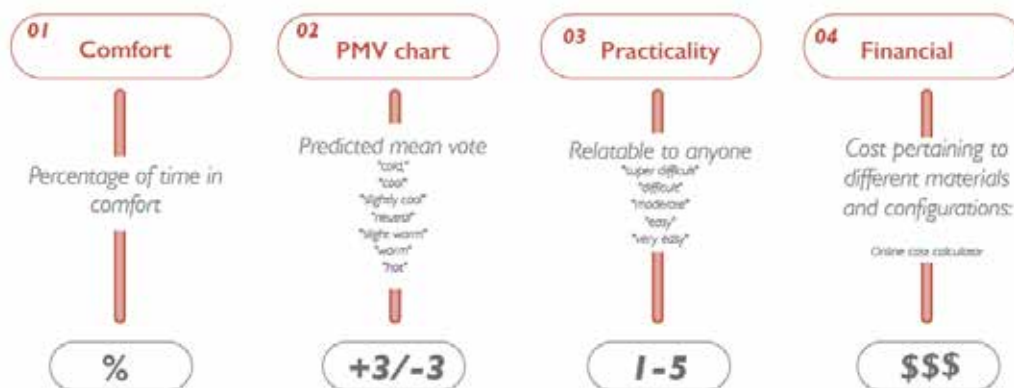 01
Comfort
Percentage of time in
comfort
%
02
PMV chart
Predicted mean vote
"cold,"
"cool"
"slightly cool"
"neutral"
"slight warm"
"warm"
"hot"
+3/-3
03
Practicality
Relatable to anyone
"super difficult"
"difficult"
"moderate"
"easy"
"very easy"
1-5
04
Financial
Cost pertaining to
different materials
and configurations:
Online cost calculator
$$$